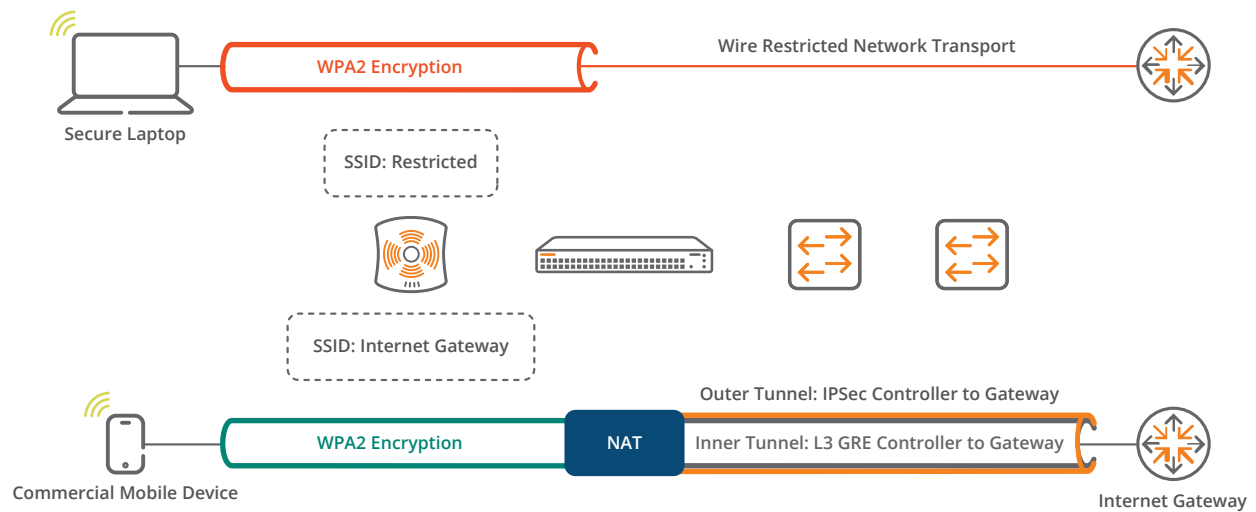 Wire Restricted Network Transport
WPA2 Encryption
Secure Laptop
SSID: Restricted
SSID: Internet Gateway
Outer Tunnel: IPSec Controller to Gateway
WPA2 Encryption
NAT
Inner Tunnel: L3 GRE Controller to Gateway
Commercial Mobile Device
Internet Gateway